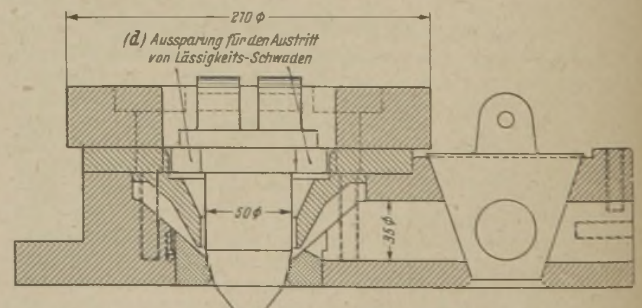 210 ϕ
(d) Aussparung für den Austritt
von Lässigkeits-Schwaden
50 ϕ
35 ϕ